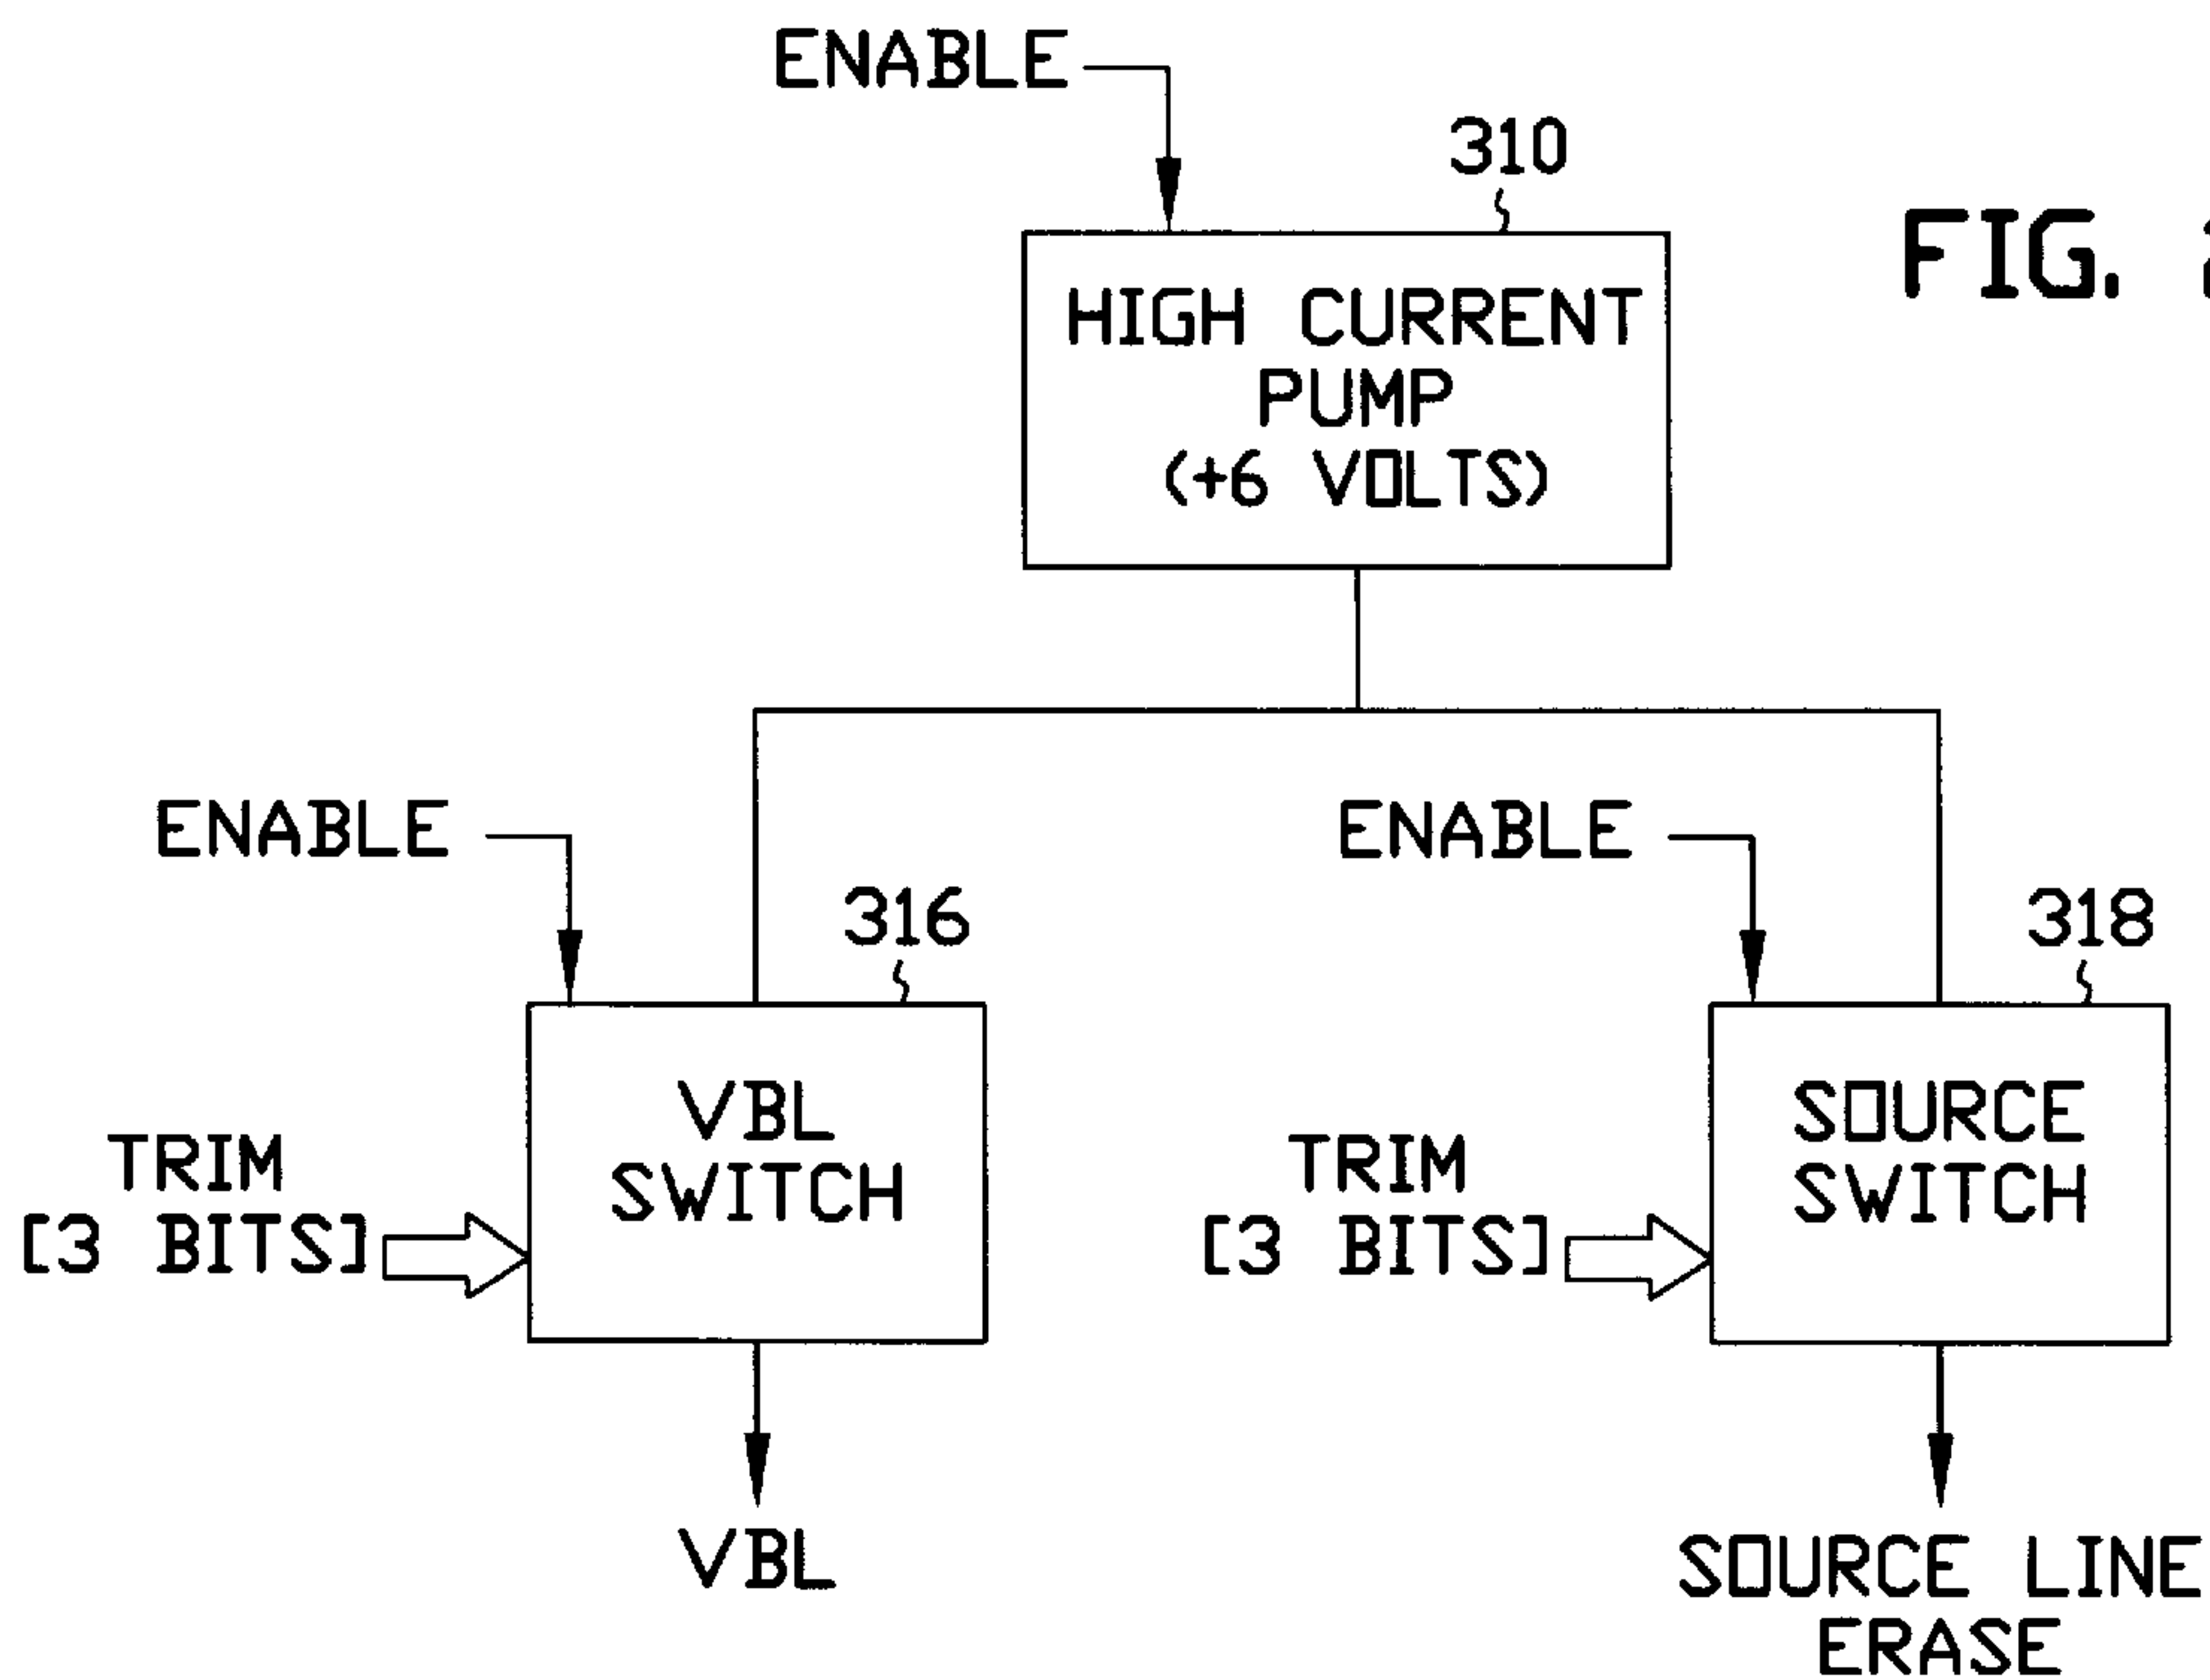 ENABLE
310
FIG.
HIGH CURRENT
PUMP
(+6 VOLTS)
ENABLE
ENABLE
316
318
VBL
SWITCH
SOURCE
SWITCH
TRIM
[3 BITS]
TRIM
[3 BITS]
VBL
SOURCE LINE
ERASE